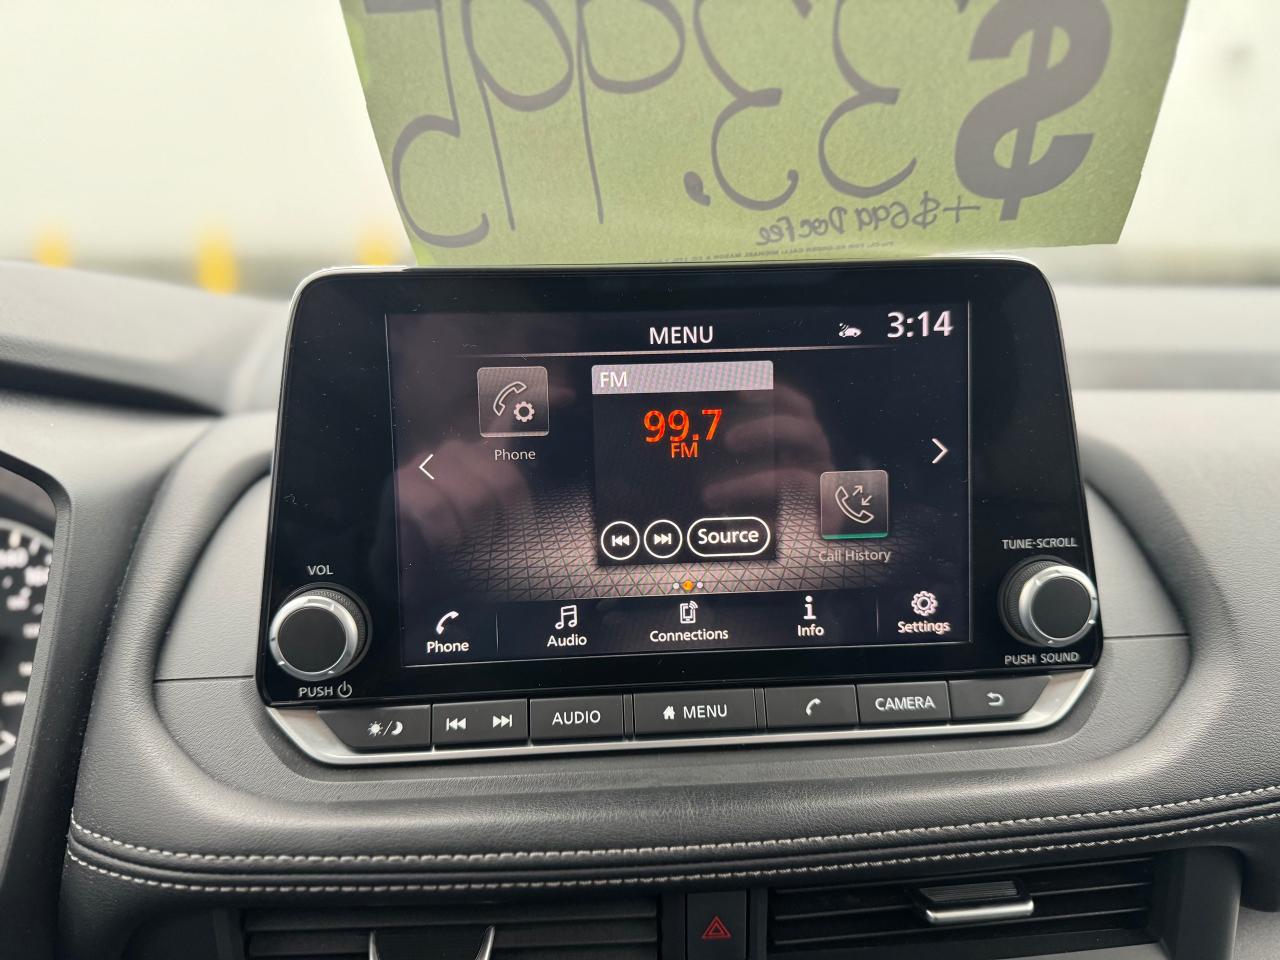 $33,995
+$699 Doc Fee
MENU
3:14
FM
99.7
FM
Phone
Source
Call History
Phone
Audio
Connections
Info
Settings
VOL
PUSH
TUNE·SCROLL
PUSH SOUND
AUDIO
MENU
CAMERA